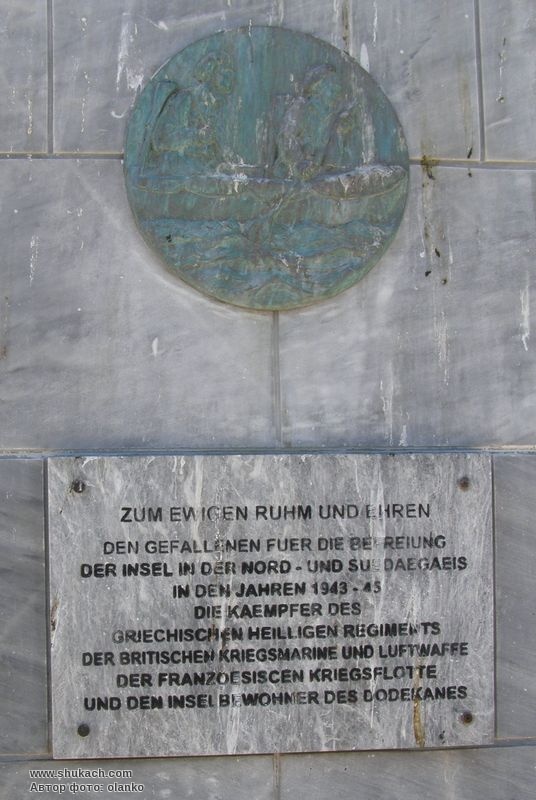 ZUM EWIGEN RUHM UND EHREN
DEN GEFALLENEN FUER DIE BEFREIUNG
DER INSEL IN DER NORD - UND SUEDAEGAEIS
IN DEN JAHREN 1943 - 45
DIE KAEMPFER DES
GRIECHISCHEN HEILLIGEN REGIMENTS
DER BRITISCHEN KRIEGSMARINE UND LUFTWAFFE
DER FRANZOESISCEN KRIEGSFLOTTE
UND DEN INSELBEWOHNER DES DODEKANES
www.shukach.com
Автор фото: olanko